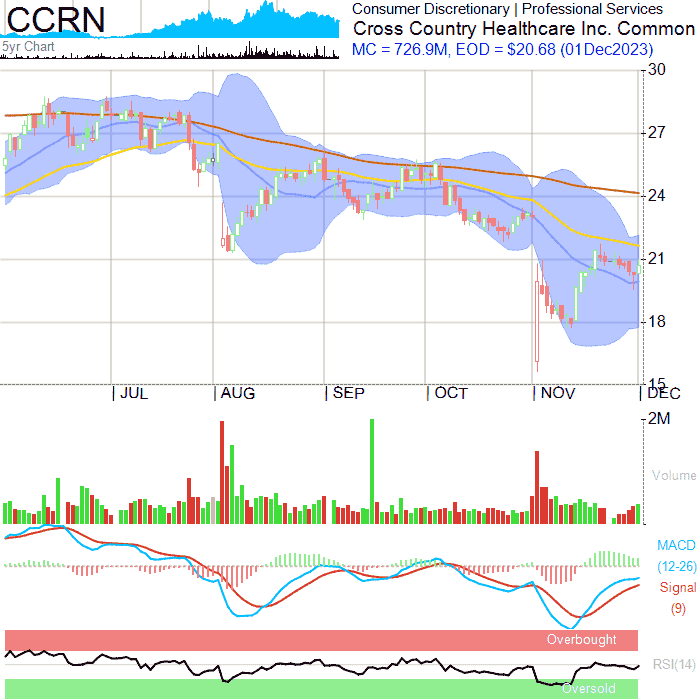 CCRN
5yr Chart
Consumer Discretionary | Professional Services
Cross Country Healthcare Inc. Common
MC = 726.9M, EOD = $20.68 (01Dec2023)
30
27
24
21
18
15
JUL AUG SEP OCT NOV DEC
2M
Volume
MACD
(12-26)
Signal
(9)
Overbought
RSI(14)
Oversold